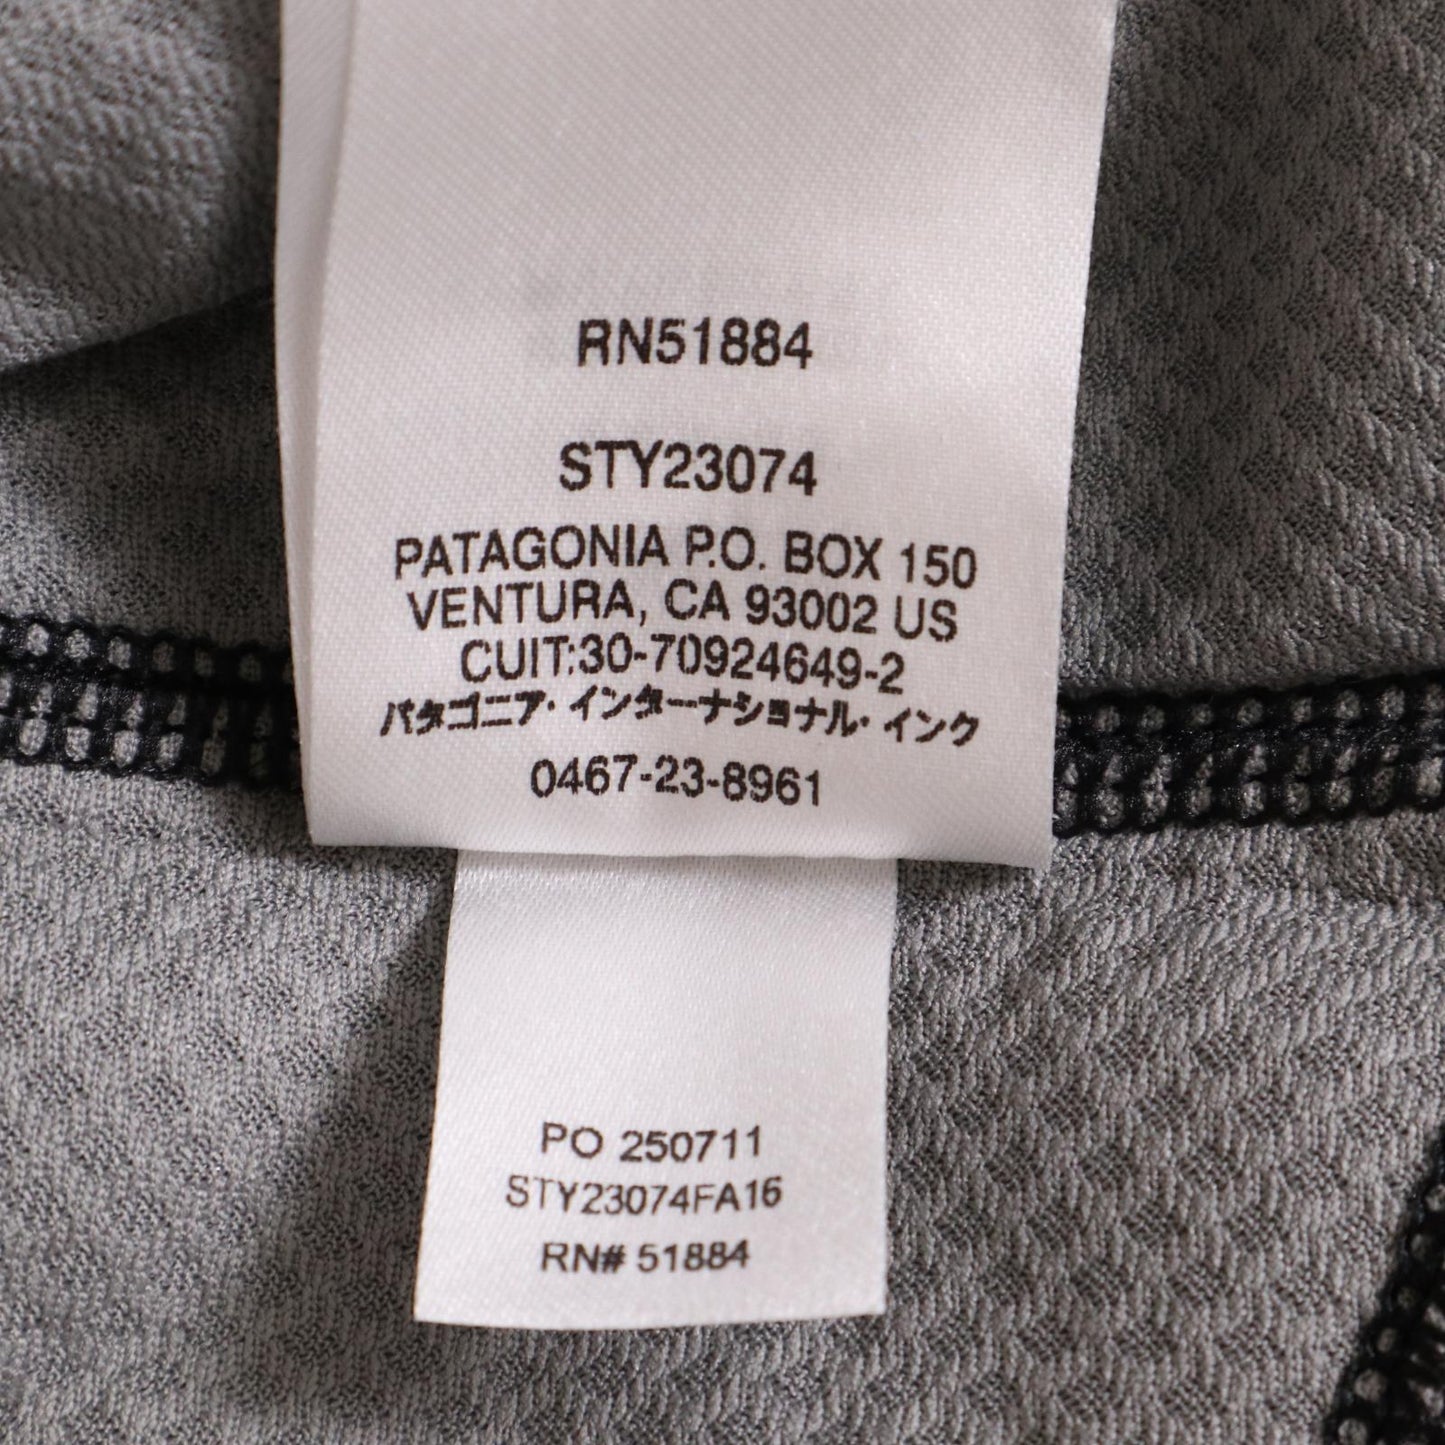 RN51884
STY23074
PATAGONIA P.O. BOX 150
VENTURA, CA 93002 US
CUIT:30-70924649-2
パタゴニア・インターナショナル・インク
0467-23-8961
PO 250711
STY23074FA16
RN# 51884